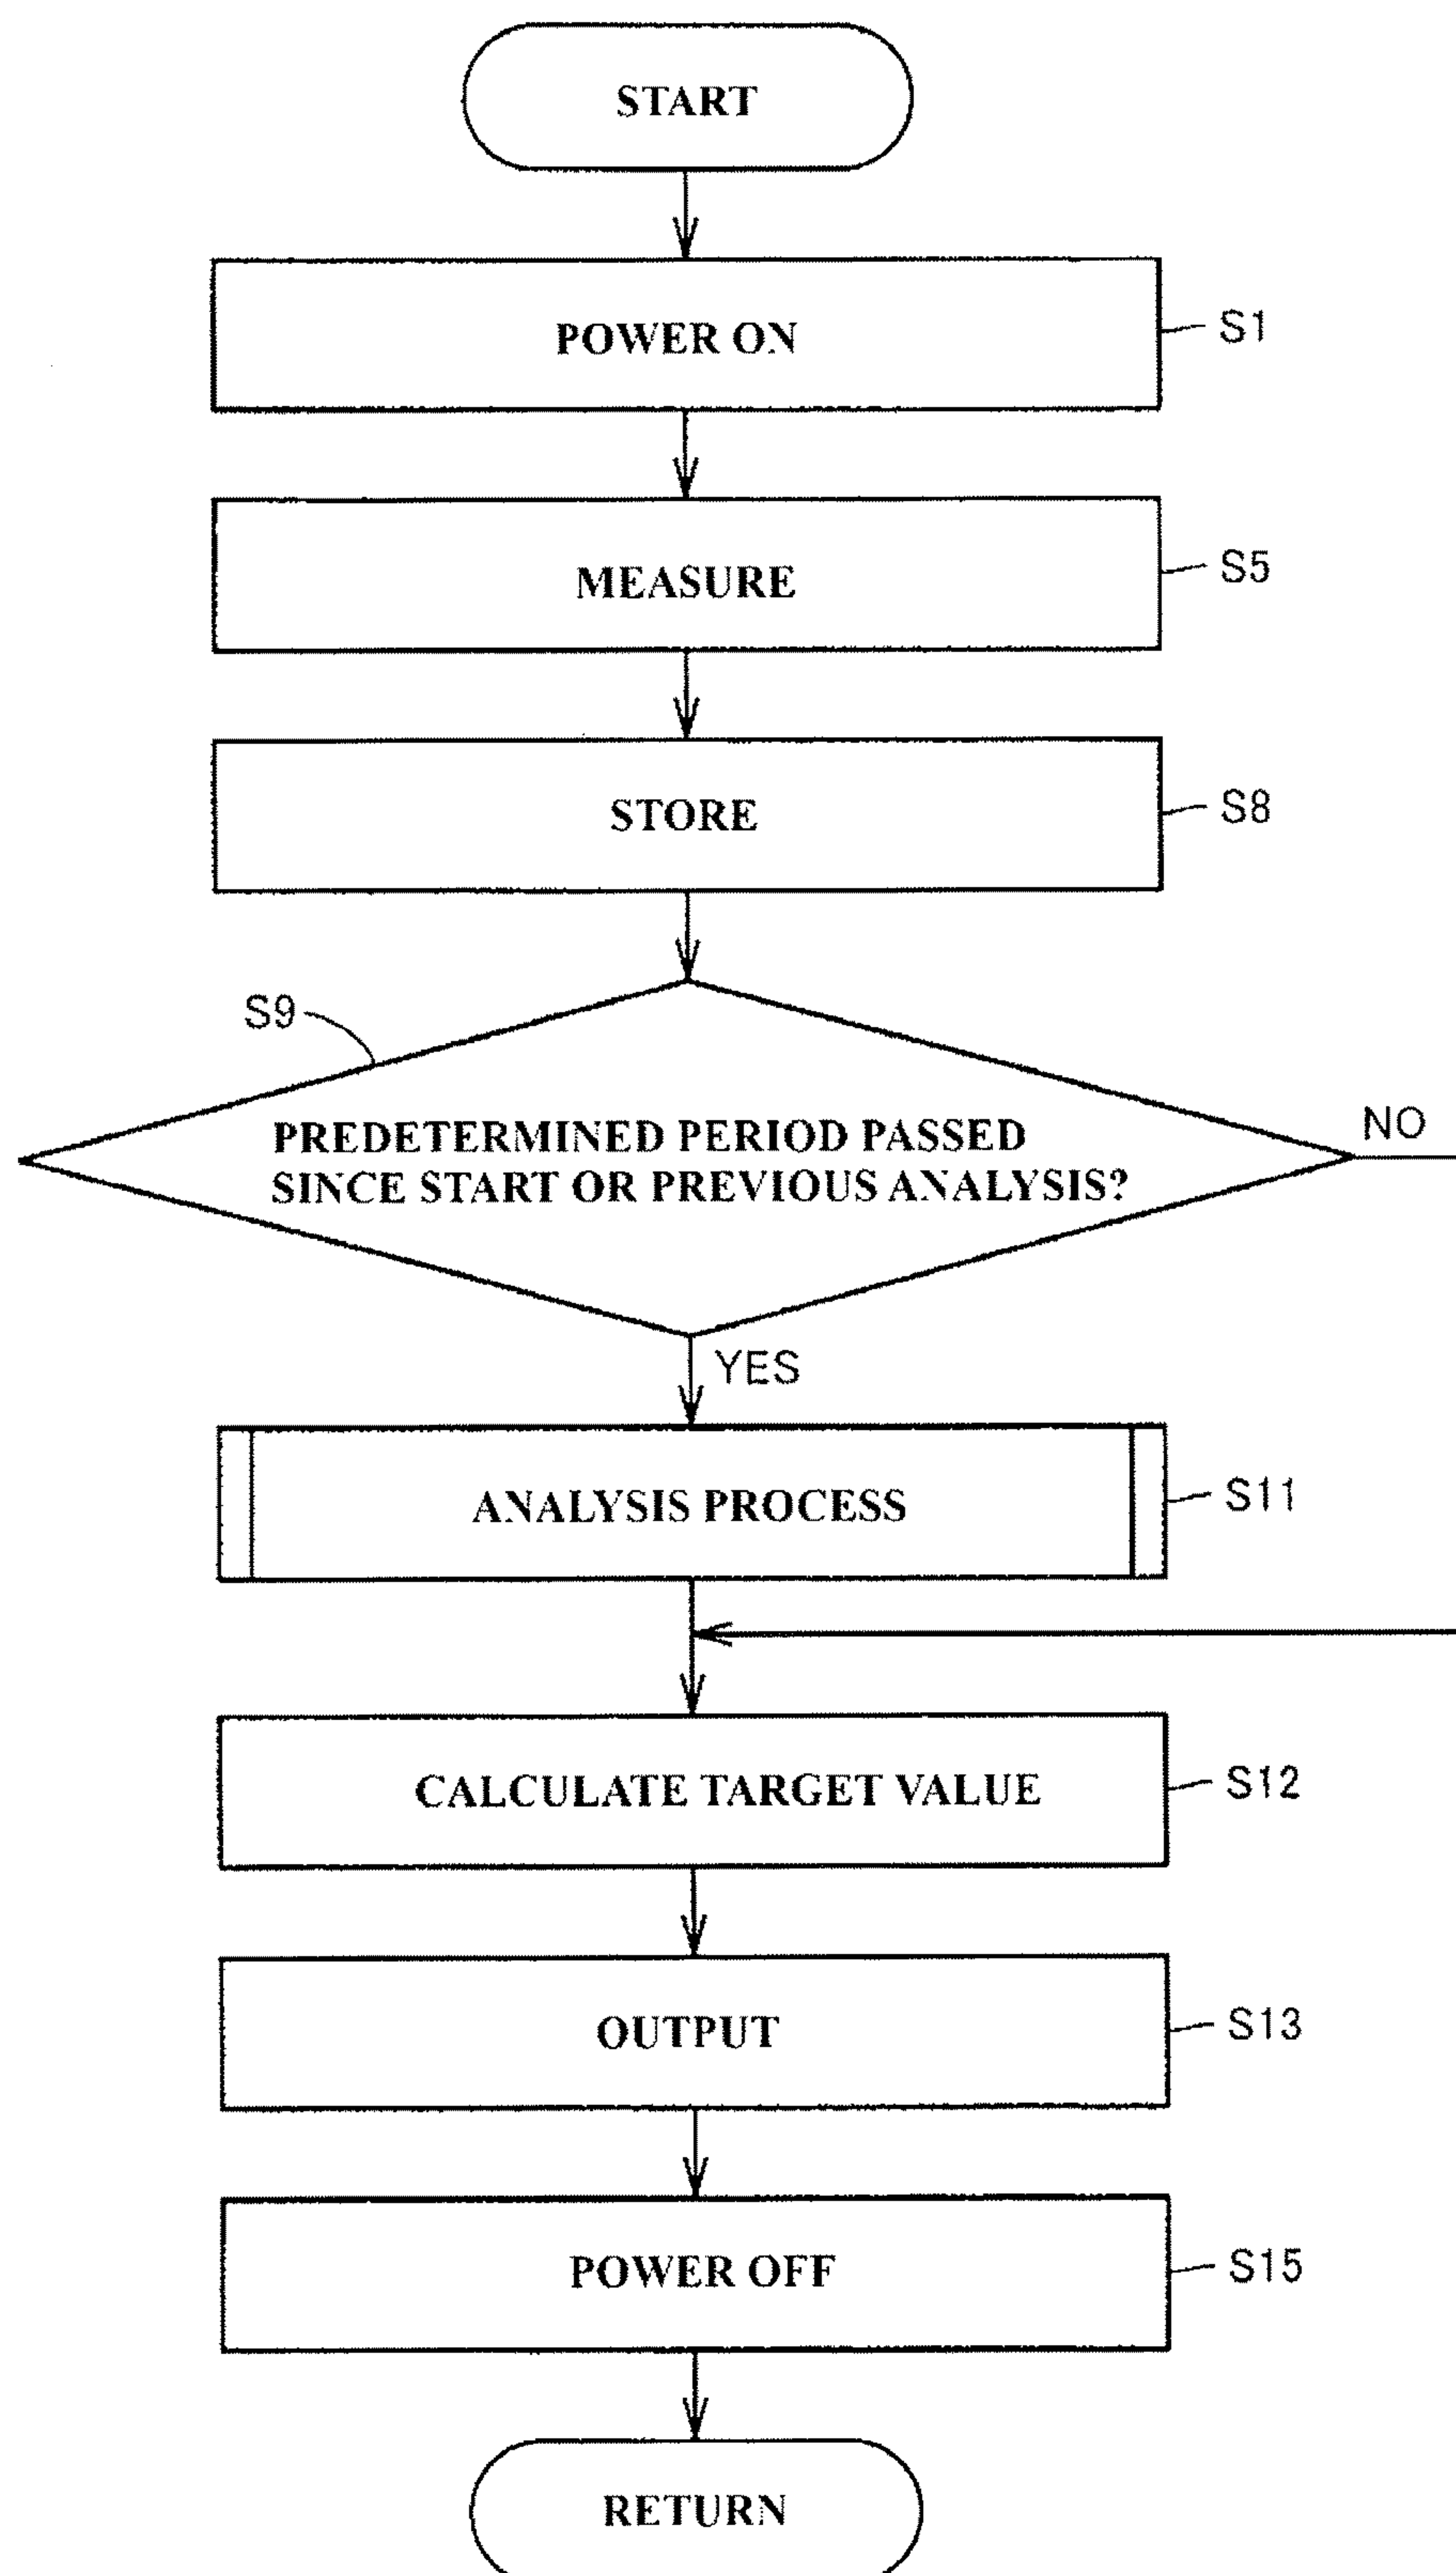 START
POWER ON
S1
MEASURE
S5
STORE
S8
S9
PREDETERMINED PERIOD PASSED
SINCE START OR PREVIOUS ANALYSIS?
NO
YES
ANALYSIS PROCESS
S11
CALCULATE TARGET VALUE
S12
OUTPUT
S13
POWER OFF
S15
RETURN